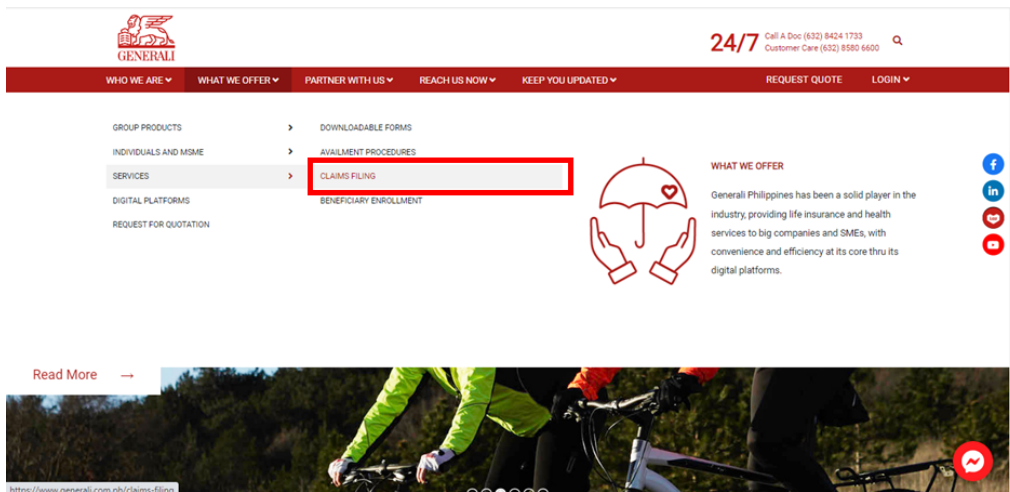 GENERALI
24/7 Call A Doc (632) 8424 1733
Customer Care (632) 8580 6600
WHO WE ARE WHAT WE OFFER PARTNER WITH US REACH US NOW KEEP YOU UPDATED REQUEST QUOTE LOGIN
GROUP PRODUCTS
INDIVIDUALS AND MSME
SERVICES
DIGITAL PLATFORMS
REQUEST FOR QUOTATION
DOWNLOADABLE FORMS
AVAILMENT PROCEDURES
CLAIMS FILING
BENEFICIARY ENROLLMENT
WHAT WE OFFER
Generali Philippines has been a solid player in the
industry, providing life insurance and health
services to big companies and SMEs, with
convenience and efficiency at its core thru its
digital platforms.
Read More →
https://www.generali.com.ph/claims-filing